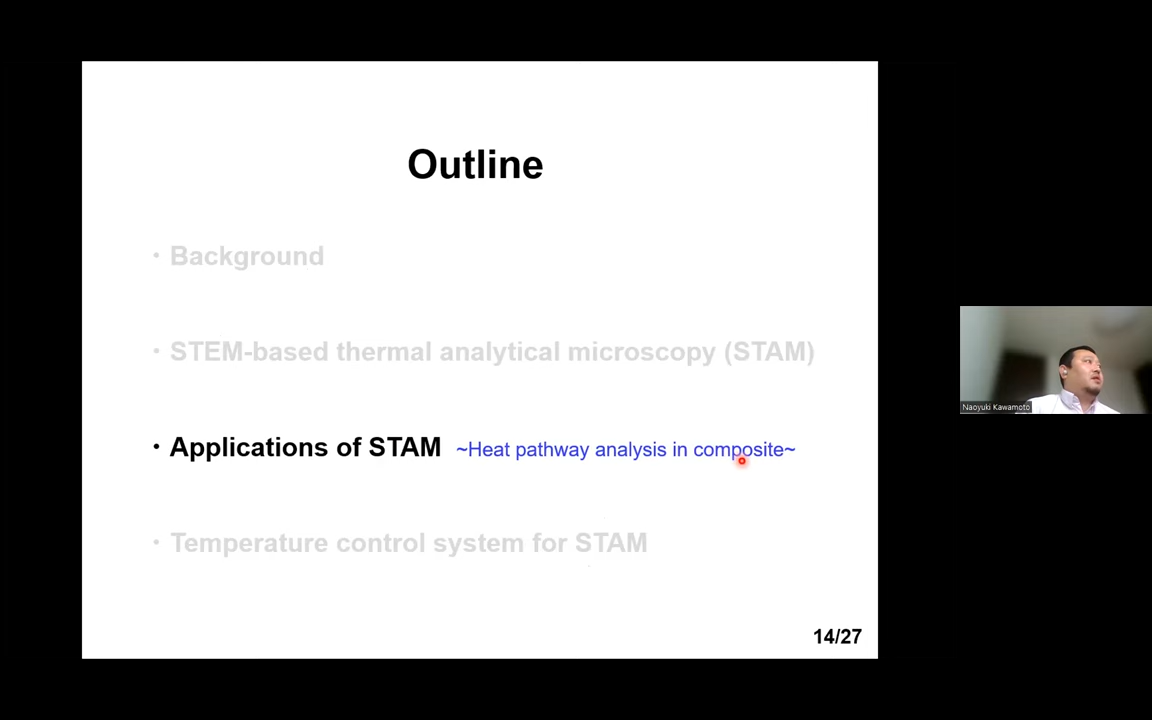 Outline
・Background
・STEM-based thermal analytical microscopy (STAM)
・Applications of STAM ~Heat pathway analysis in composite~
・Temperature control system for STAM
14/27
Naoyuki Kawamoto